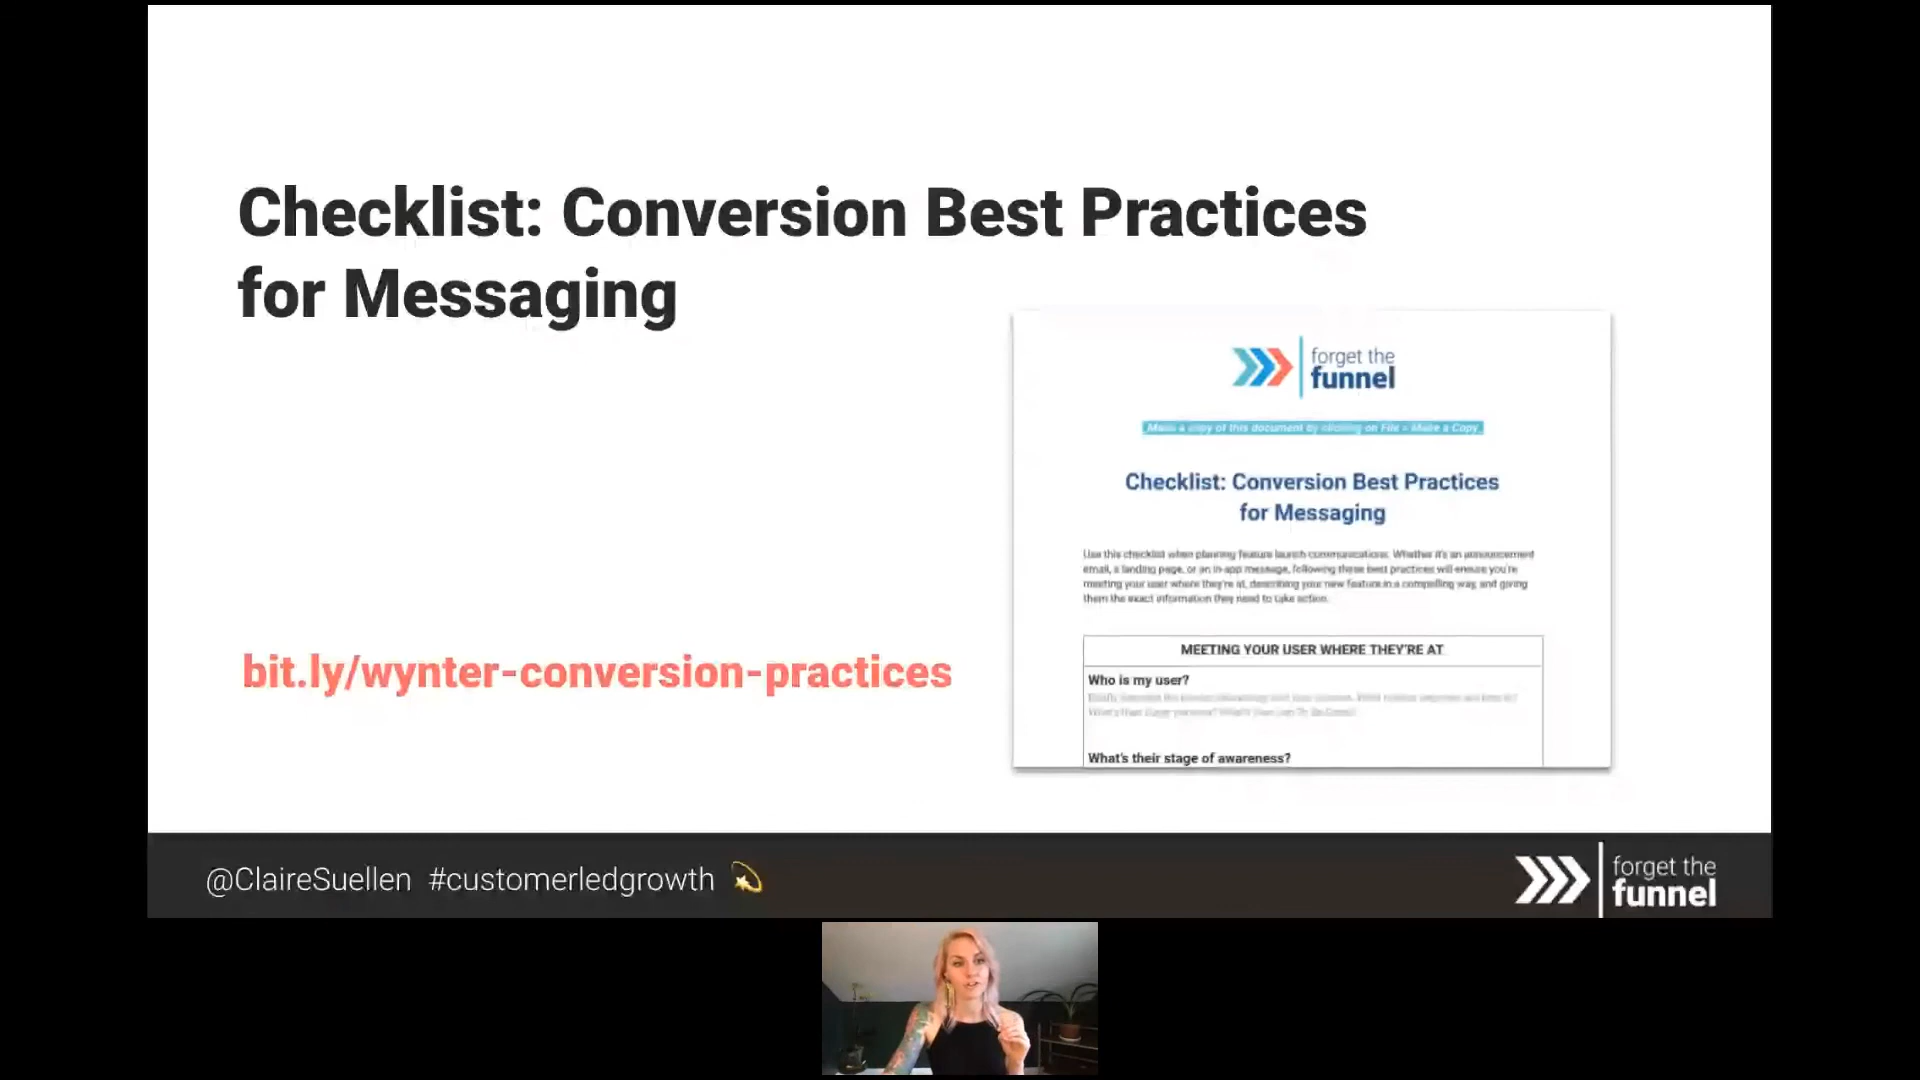 Checklist: Conversion Best Practices
for Messaging
forget the
funnel
Make a copy of this document by clicking on File > Make a Copy
Checklist: Conversion Best Practices
for Messaging
Use this checklist when planning feature launch communications. Whether it's an announcement
email, a landing page, or an in-app message, following these best practices will ensure you're
meeting your user where they're at, describing your new feature in a compelling way, and giving
them the exact information they need to take action.
MEETING YOUR USER WHERE THEY'RE AT
Who is my user?
What's their stage of awareness?
bit.ly/wynter-conversion-practices
@ClaireSuellen #customerledgrowth
forget the
funnel